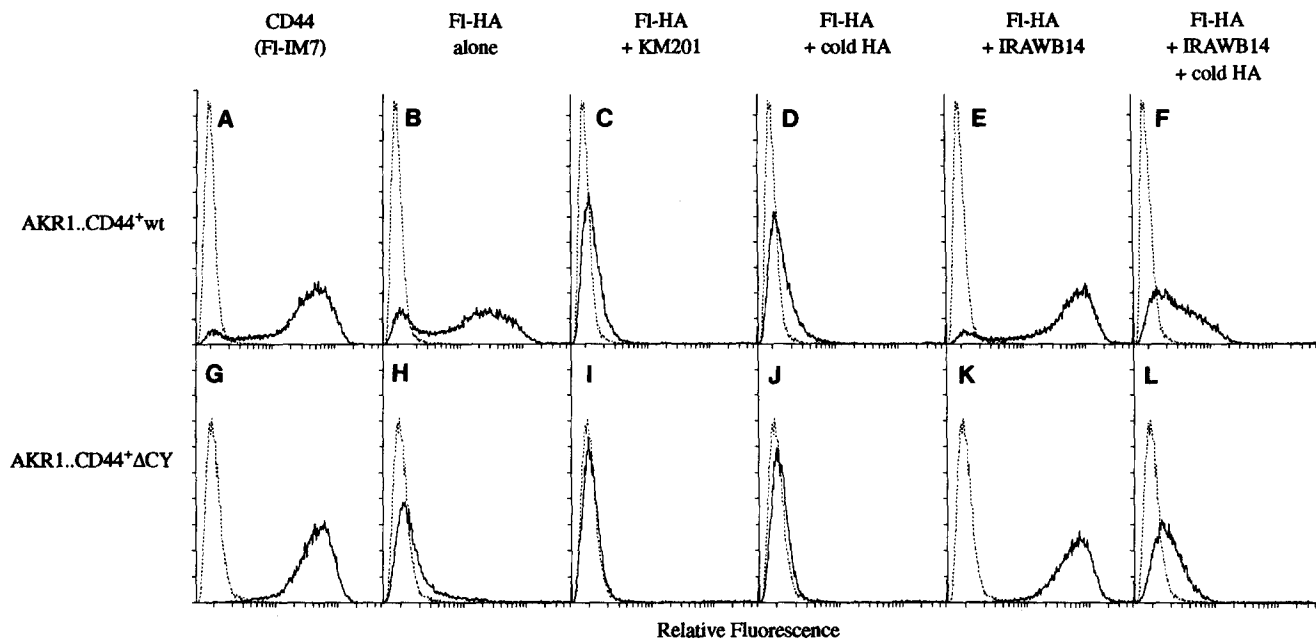 CD44
(Fl-IM7)
Fl-HA
alone
Fl-HA
+ KM201
Fl-HA
+ cold HA
Fl-HA
+ IRAWB14
Fl-HA
+ IRAWB14
+ cold HA
AKR1..CD44⁺wt
A
B
C
D
E
F
AKR1..CD44⁺ΔCY
G
H
I
J
K
L
Relative Fluorescence